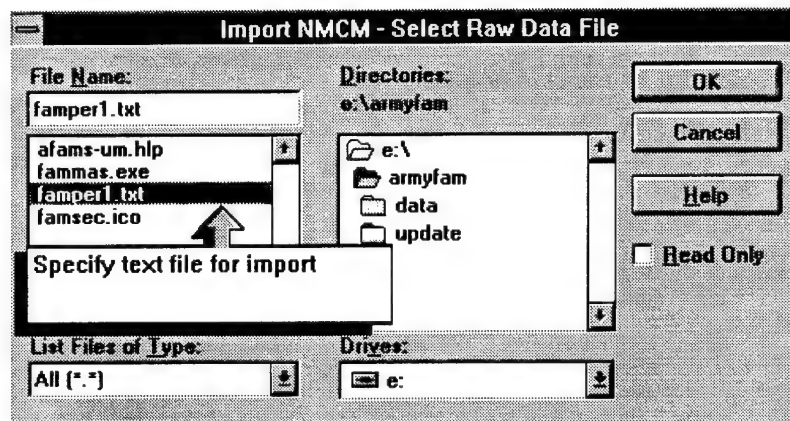 Import NMCM - Select Raw Data File
File Name:
famper1.txt
afams-um.hlp
fammas.exe
famper1.txt
famsec.ico
Specify text file for import
List Files of Type:
All (*.*)
Directories:
e:\armyfam
e:\
armyfam
data
update
Drives:
e:
OK
Cancel
Help
Read Only